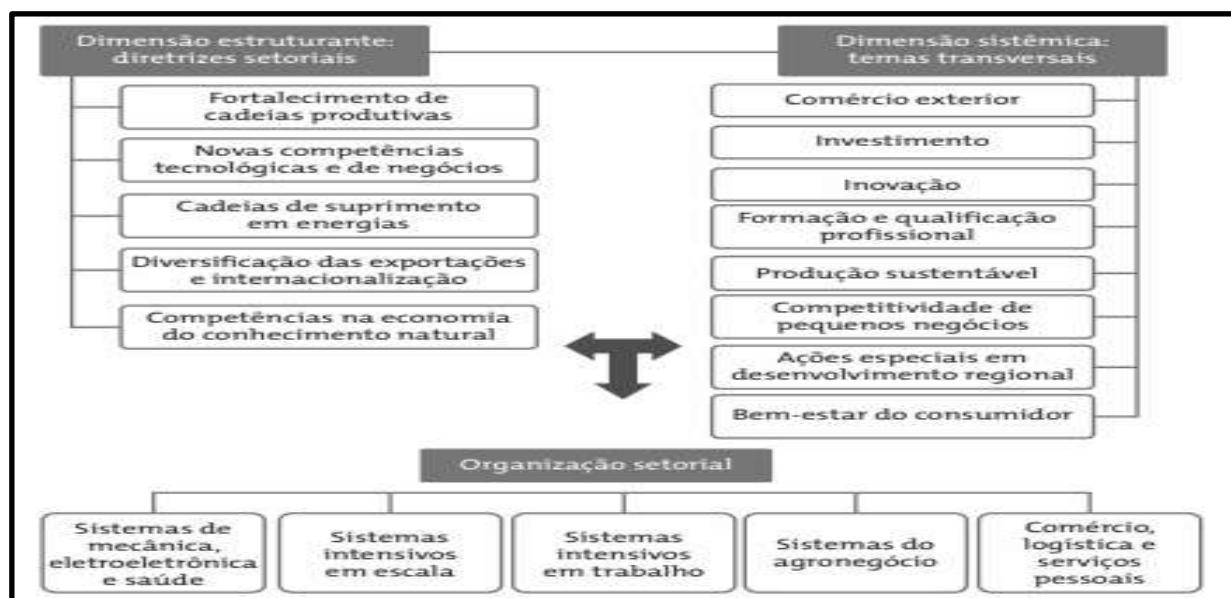 Dimensão estruturante:
diretrizes setoriais
Fortalecimento de
cadeias produtivas
Novas competências
tecnológicas e de negócios
Cadeias de suprimento
em energias
Diversificação das exportações
e internacionalização
Competências na economia
do conhecimento natural
Dimensão sistêmica:
temas transversais
Comércio exterior
Investimento
Inovação
Formação e qualificação
profissional
Produção sustentável
Competitividade de
pequenos negócios
Ações especiais em
desenvolvimento regional
Bem-estar do consumidor
Organização setorial
Sistemas de
mecânica,
eletroeletrônica
e saúde
Sistemas
intensivos
em escala
Sistemas
intensivos
em trabalho
Sistemas do
agronegócio
Comércio,
logística e
serviços
pessoais